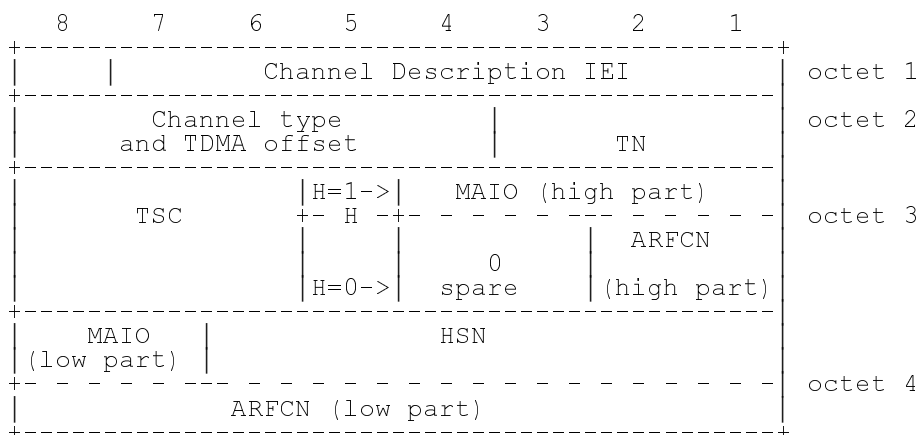 8 7 6 5 4 3 2 1
Channel Description IEI octet 1
Channel type octet 2
and TDMA offset TN
H=1-> MAIO (high part)
TSC H octet 3
ARFCN
0
H=0-> spare (high part)
MAIO HSN
(low part)
octet 4
ARFCN (low part)